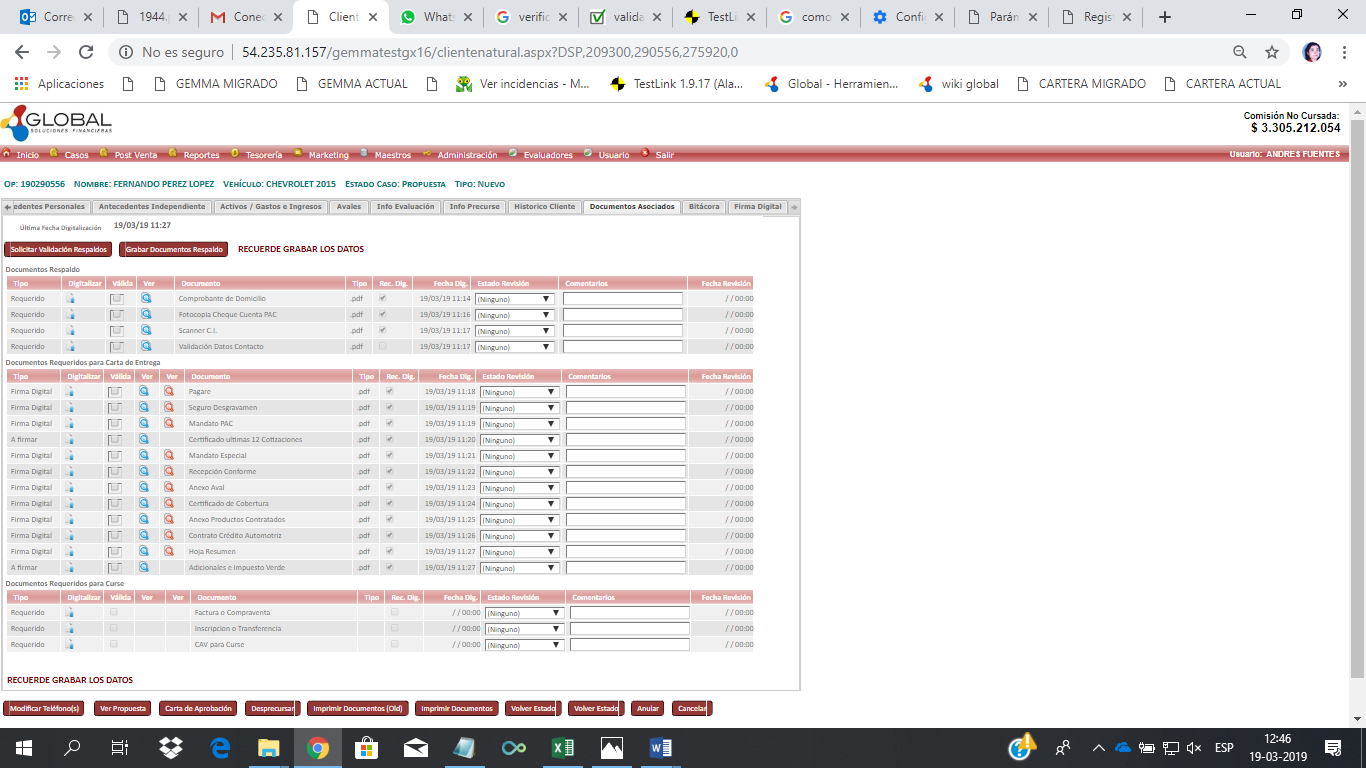 Corre
1944.
Conec
Client
Whats
verific
valida
TestLi
como
Confi
Parám
Regis
No es seguro | 54.235.81.157/gemmatestgx16/clientenatural.aspx?DSP,209300,290556,275920,0
Aplicaciones
GEMMA MIGRADO
GEMMA ACTUAL
Ver incidencias - M...
TestLink 1.9.17 (Ala...
Global - Herramien...
wiki global
CARTERA MIGRADO
CARTERA ACTUAL
»
GLOBAL
SOLUCIONES FINANCIERAS
Comisión No Cursada:
$ 3.305.212.054
Inicio Casos Post Venta Reportes Tesorería Marketing Maestros Administración Evaluadores Usuario Salir Usuario: ANDRES FUENTES
Op: 190290556 Nombre: FERNANDO PEREZ LOPEZ Vehículo: CHEVROLET 2015 Estado Caso: Propuesta Tipo: Nuevo
edentes Personales Antecedentes Independiente Activos / Gastos e Ingresos Avales Info Evaluación Info Precurse Historico Cliente Documentos Asociados Bitácora Firma Digital
Última Fecha Digitalización 19/03/19 11:27
Solicitar Validación Respaldos Grabar Documentos Respaldo RECUERDE GRABAR LOS DATOS
Documentos Respaldo
Tipo Digitalizar Válida Ver Documento Tipo Rec. Dig. Fecha Dig. Estado Revisión Comentarios Fecha Revisión
Requerido Comprobante de Domicilio .pdf 19/03/19 11:14 (Ninguno) / / 00:00
Requerido Fotocopia Cheque Cuenta PAC .pdf 19/03/19 11:16 (Ninguno) / / 00:00
Requerido Scanner C.I. .pdf 19/03/19 11:17 (Ninguno) / / 00:00
Requerido Validación Datos Contacto .pdf 19/03/19 11:17 (Ninguno) / / 00:00
Documentos Requeridos para Carta de Entrega
Tipo Digitalizar Válida Ver Ver Documento Tipo Rec. Dig. Fecha Dig. Estado Revisión Comentarios Fecha Revisión
Firma Digital Pagare .pdf 19/03/19 11:18 (Ninguno) / / 00:00
Firma Digital Seguro Desgravamen .pdf 19/03/19 11:19 (Ninguno) / / 00:00
Firma Digital Mandato PAC .pdf 19/03/19 11:19 (Ninguno) / / 00:00
A firmar Certificado ultimas 12 Cotizaciones .pdf 19/03/19 11:20 (Ninguno) / / 00:00
Firma Digital Mandato Especial .pdf 19/03/19 11:21 (Ninguno) / / 00:00
Firma Digital Recepción Conforme .pdf 19/03/19 11:22 (Ninguno) / / 00:00
Firma Digital Anexo Aval .pdf 19/03/19 11:23 (Ninguno) / / 00:00
Firma Digital Certificado de Cobertura .pdf 19/03/19 11:24 (Ninguno) / / 00:00
Firma Digital Anexo Productos Contratados .pdf 19/03/19 11:25 (Ninguno) / / 00:00
Firma Digital Contrato Crédito Automotriz .pdf 19/03/19 11:26 (Ninguno) / / 00:00
Firma Digital Hoja Resumen .pdf 19/03/19 11:27 (Ninguno) / / 00:00
A firmar Adicionales e Impuesto Verde .pdf 19/03/19 11:27 (Ninguno) / / 00:00
Documentos Requeridos para Curse
Tipo Digitalizar Válida Ver Ver Documento Tipo Rec. Dig. Fecha Dig. Estado Revisión Comentarios Fecha Revisión
Requerido Factura o Compraventa / / 00:00 (Ninguno) / / 00:00
Requerido Inscripcion o Transferencia / / 00:00 (Ninguno) / / 00:00
Requerido CAV para Curse / / 00:00 (Ninguno) / / 00:00
RECUERDE GRABAR LOS DATOS
Modificar Teléfono(s) Ver Propuesta Carta de Aprobación Desprecursar Imprimir Documentos (Old) Imprimir Documentos Volver Estado Volver Estado Anular Cancelar
ESP
12:46
19-03-2019